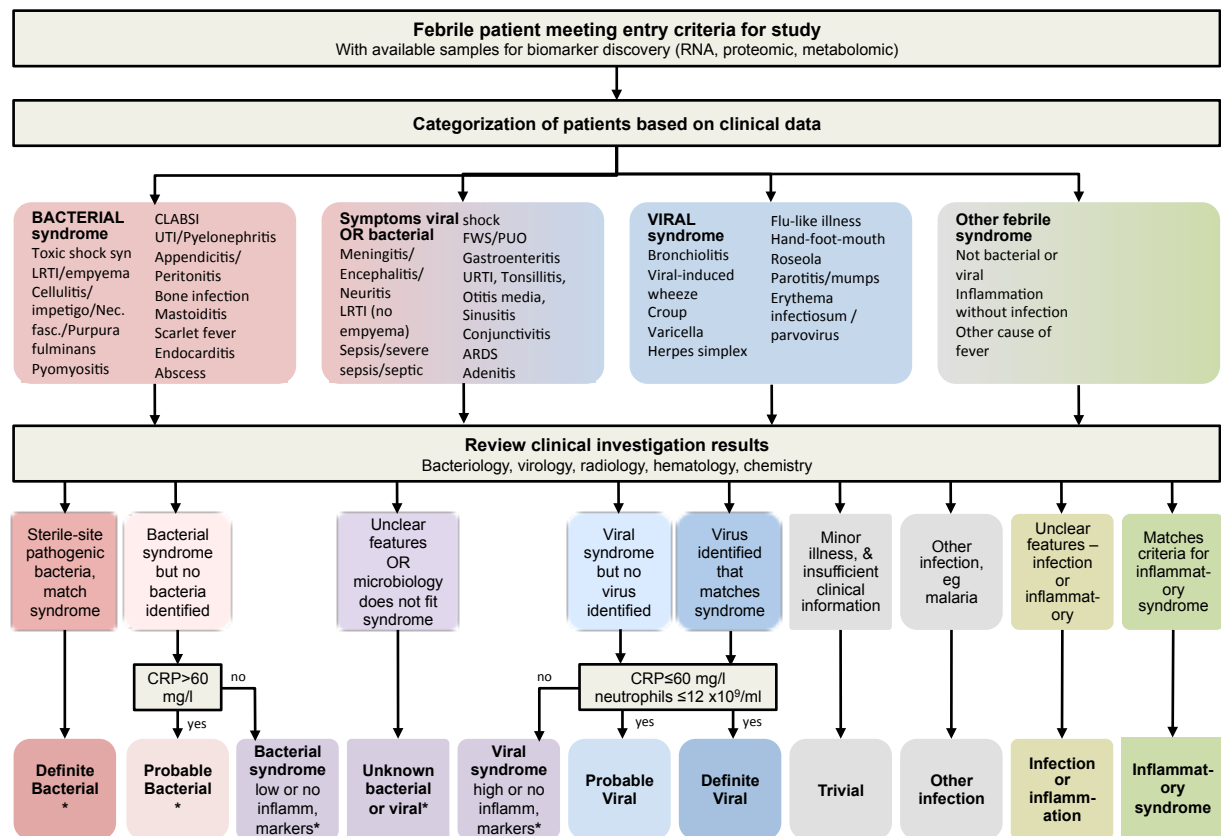 Febrile patient meeting entry criteria for study
With available samples for biomarker discovery (RNA, proteomic, metabolomic)
Categorization of patients based on clinical data
BACTERIAL
syndrome
Toxic shock syn
LRTI/empyema
Cellulitis/
impetigo/Nec.
fasc./Purpura
fulminans
Pyomyositis
CLABSI
UTI/Pyelonephritis
Appendicitis/
Peritonitis
Bone infection
Mastoiditis
Scarlet fever
Endocarditis
Abscess
Symptoms viral
OR bacterial
Meningitis/
Encephalitis/
Neuritis
LRTI (no
empyema)
Sepsis/severe
sepsis/septic
shock
FWS/PUO
Gastroenteritis
URTI, Tonsillitis,
Otitis media,
Sinusitis
Conjunctivitis
ARDS
Adenitis
VIRAL
syndrome
Bronchiolitis
Viral-induced
wheeze
Croup
Varicella
Herpes simplex
Flu-like illness
Hand-foot-mouth
Roseola
Parotitis/mumps
Erythema
infectiosum /
parvovirus
Other febrile
syndrome
Not bacterial or
viral
Inflammation
without infection
Other cause of
fever
Review clinical investigation results
Bacteriology, virology, radiology, hematology, chemistry
Sterile-site
pathogenic
bacteria,
match
syndrome
Bacterial
syndrome
but no
bacteria
identified
Unclear
features
OR
microbiology
does not fit
syndrome
Viral
syndrome
but no
virus
identified
Virus
identified
that
matches
syndrome
Minor
illness, &
insufficient
clinical
information
Other
infection,
eg
malaria
Unclear
features –
infection
or
inflammat-
ory
Matches
criteria for
inflammat-
ory
syndrome
CRP>60
mg/l
no
yes
no
CRP≤60 mg/l
neutrophils ≤12 x10⁹/ml
yes
yes
Definite
Bacterial
*
Probable
Bacterial
*
Bacterial
syndrome
low or no
inflamm,
markers*
Unknown
bacterial
or viral*
Viral
syndrome
high or no
inflamm,
markers*
Probable
Viral
Definite
Viral
Trivial
Other
infection
Infection
or
inflamm-
ation
Inflammat-
ory
syndrome